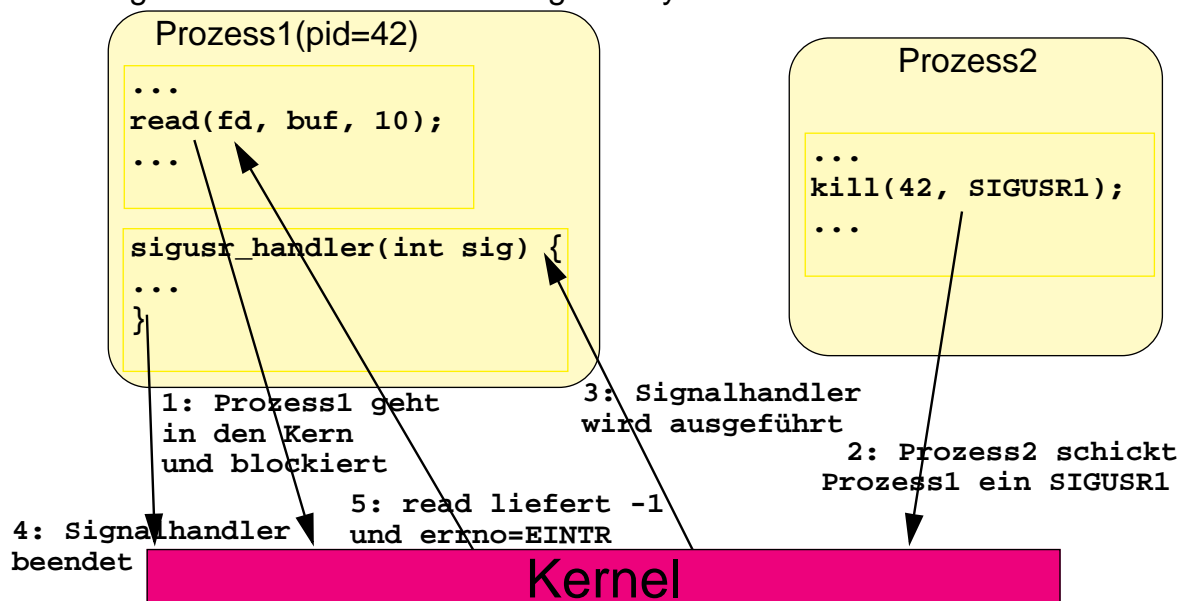 Prozess1(pid=42)
...
read(fd, buf, 10);
...
sigusr_handler(int sig) {
...
}
Prozess2
...
kill(42, SIGUSR1);
...
1: Prozess1 geht
in den Kern
und blockiert
3: Signalhandler
wird ausgeführt
2: Prozess2 schickt
Prozess1 ein SIGUSR1
5: read liefert -1
und errno=EINTR
4: Signalhandler
beendet
Kernel